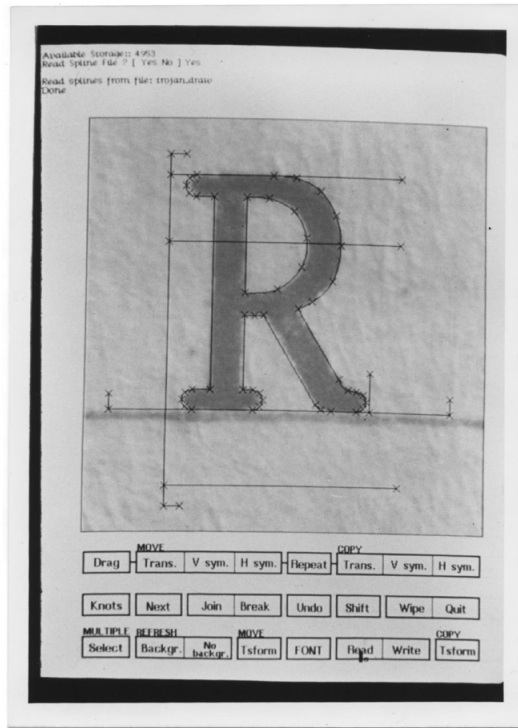 Available Storage:: 4953
Read Spline File ? [ Yes No ] Yes
Read splines from file: trojan.draw
Done
R
MOVE COPY
Drag Trans. V sym. H sym. Repeat Trans. V sym. H sym.
Knots Next Join Break Undo Shift Wipe Quit
MULTIPLE REFRESH MOVE COPY
Select Backgr. No backgr. Tsform FONT Read Write Tsform